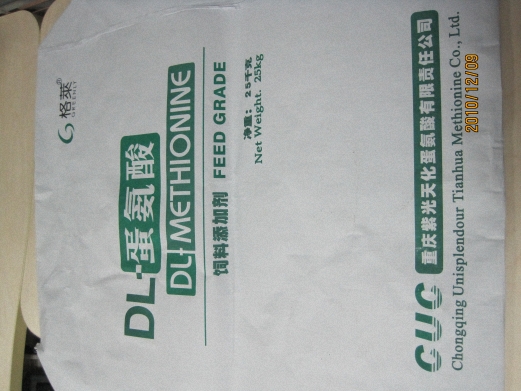 格萊®
GREENLY
DL-蛋氨酸
DL-METHIONINE
饲料添加剂 FEED GRADE
净重：25千克
Net Weight. 25kg
CUC 重庆紫光天化蛋氨酸有限责任公司
Chongqing Unisplendour Tianhua Methionine Co., Ltd.
2010/12/09